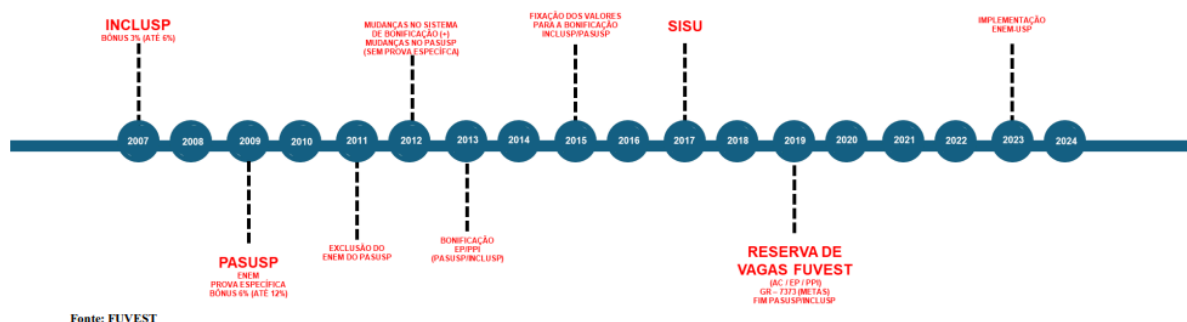 INCLUSP
BÔNUS 3% (ATÉ 6%)
MUDANÇAS NO SISTEMA
DE BONIFICAÇÃO (+)
MUDANÇAS NO PASUSP
(SEM PROVA ESPECÍFCA)
FIXAÇÃO DOS VALORES
PARA A BONIFICAÇÃO
INCLUSP/PASUSP
SISU
IMPLEMENTAÇÃO
ENEM-USP
2007
2008
2009
2010
2011
2012
2013
2014
2015
2016
2017
2018
2019
2020
2021
2022
2023
2024
PASUSP
ENEM
PROVA ESPECÍFICA
BÔNUS 6% (ATÉ 12%)
EXCLUSÃO DO
ENEM DO PASUSP
BONIFICAÇÃO
EP/PPI
(PASUSP/INCLUSP)
RESERVA DE
VAGAS FUVEST
(AC / EP / PPI)
GR – 7373 (METAS)
FIM PASUSP/INCLUSP
Fonte: FUVEST